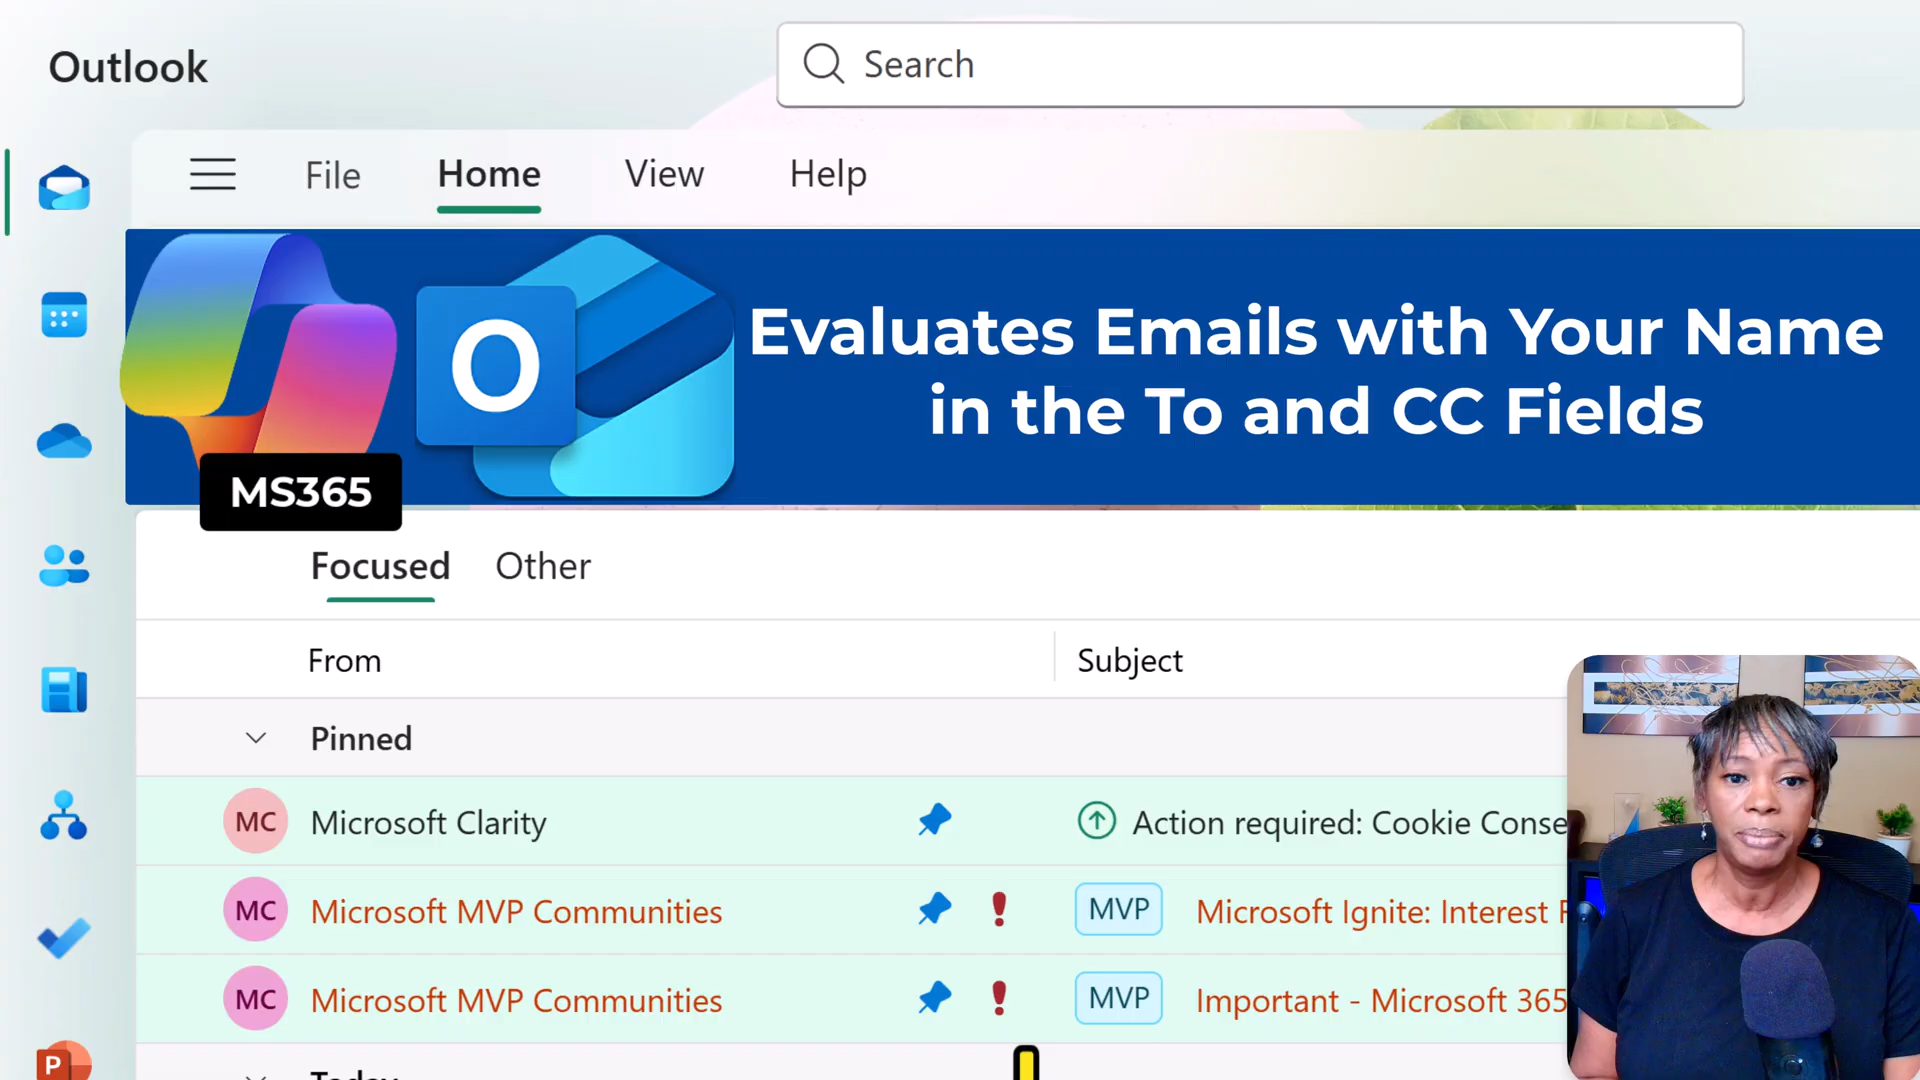 Outlook
Search
File Home View Help
O
Evaluates Emails with Your Name
in the To and CC Fields
MS365
Focused Other
From Subject
Pinned
MC Microsoft Clarity Action required: Cookie Conse
MC Microsoft MVP Communities ! MVP Microsoft Ignite: Interest
MC Microsoft MVP Communities ! MVP Important - Microsoft 365
P
Today